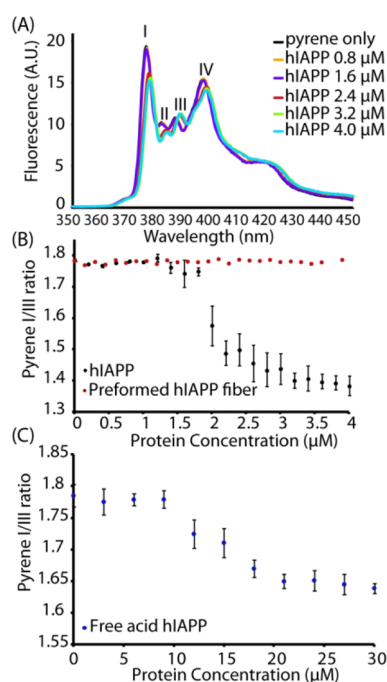 (A)
I
II
III
IV
pyrene only
hIAPP 0.8 µM
hIAPP 1.6 µM
hIAPP 2.4 µM
hIAPP 3.2 µM
hIAPP 4.0 µM
Fluorescence (A.U.)
20
15
10
5
0
350 360 370 380 390 400 410 420 430 440 450
Wavelength (nm)
(B)
Pyrene I/III ratio
1.8
1.7
1.6
1.5
1.4
1.3
hIAPP
Preformed hIAPP fiber
0 0.5 1 1.5 2 2.5 3 3.5 4
Protein Concentration (µM)
(C)
Pyrene I/III ratio
1.85
1.8
1.75
1.7
1.65
1.6
1.55
Free acid hIAPP
0 5 10 15 20 25 30
Protein Concentration (µM)